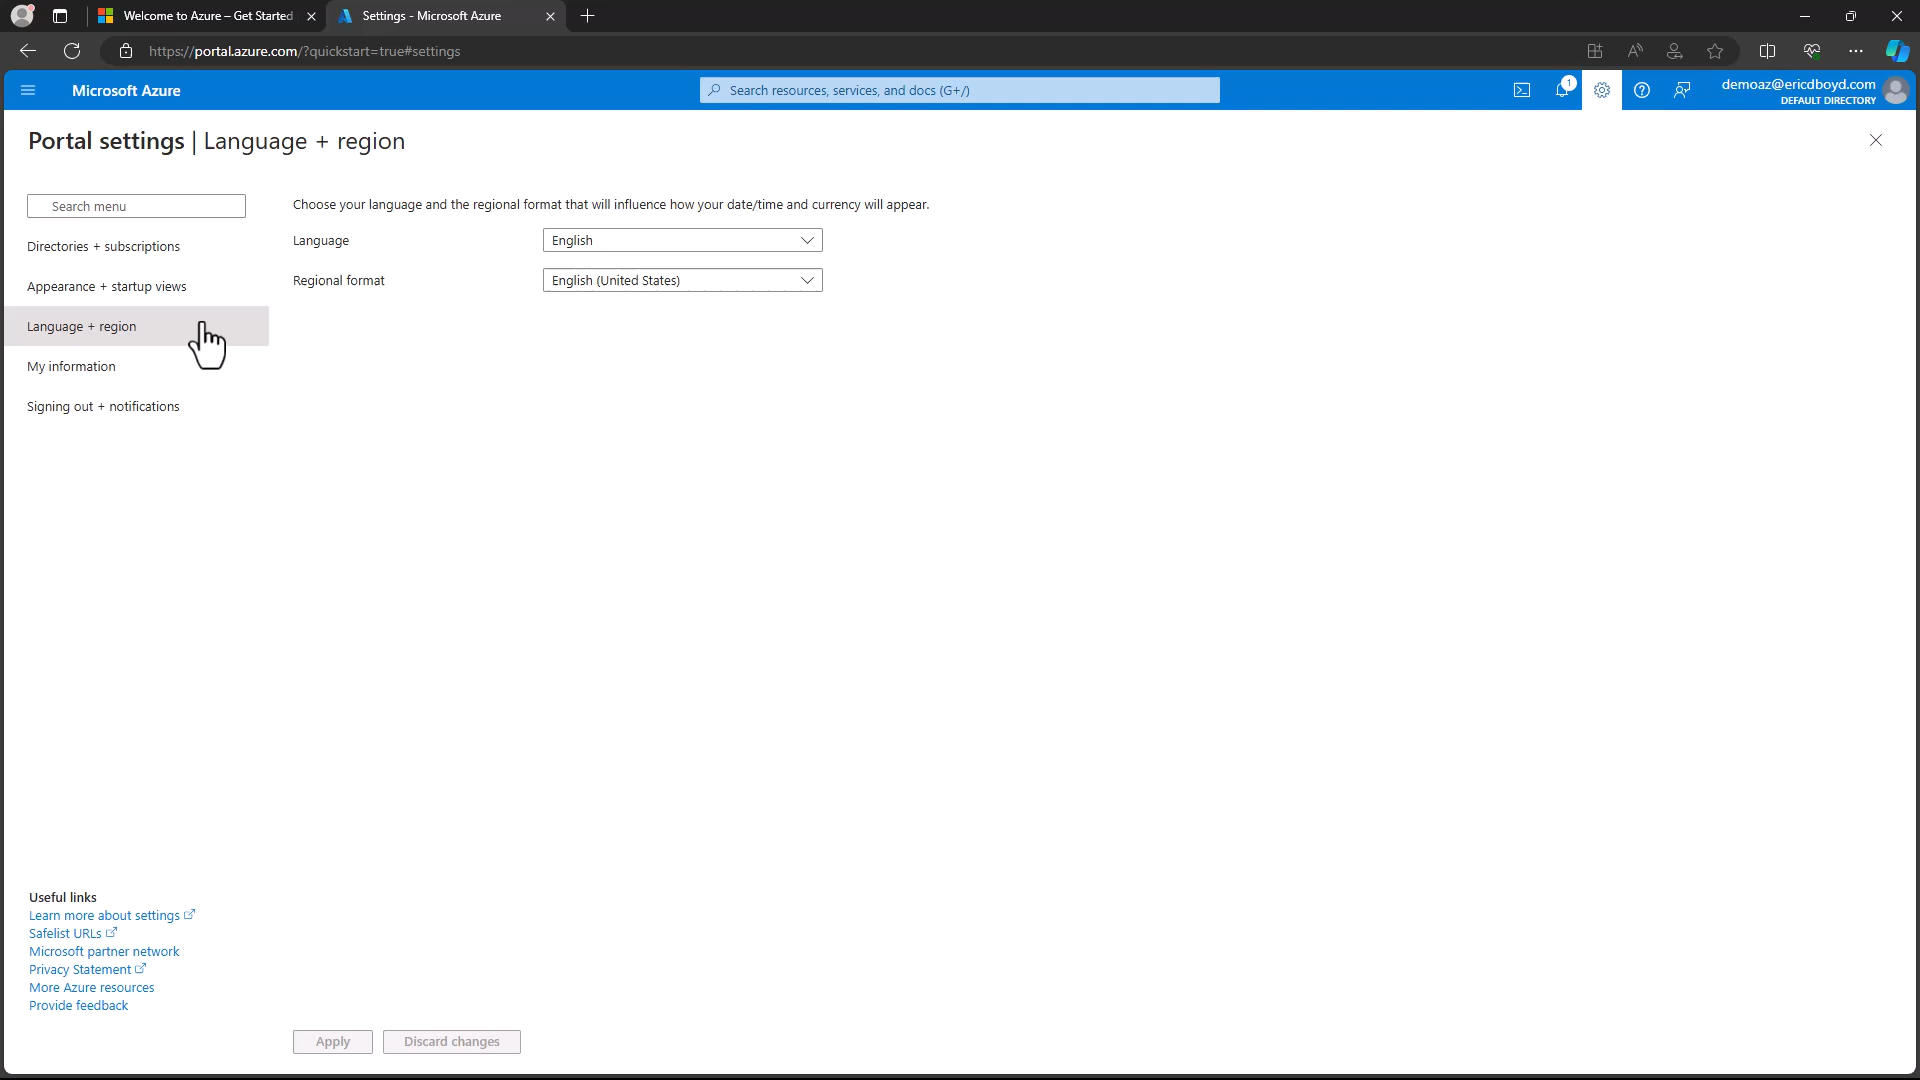 Welcome to Azure – Get Started
Settings - Microsoft Azure
https://portal.azure.com/?quickstart=true#settings
Microsoft Azure
Search resources, services, and docs (G+/)
1
demoaz@ericdboyd.com
DEFAULT DIRECTORY
Portal settings | Language + region
Search menu
Directories + subscriptions
Appearance + startup views
Language + region
My information
Signing out + notifications
Choose your language and the regional format that will influence how your date/time and currency will appear.
Language
English
Regional format
English (United States)
Useful links
Learn more about settings
Safelist URLs
Microsoft partner network
Privacy Statement
More Azure resources
Provide feedback
Apply
Discard changes